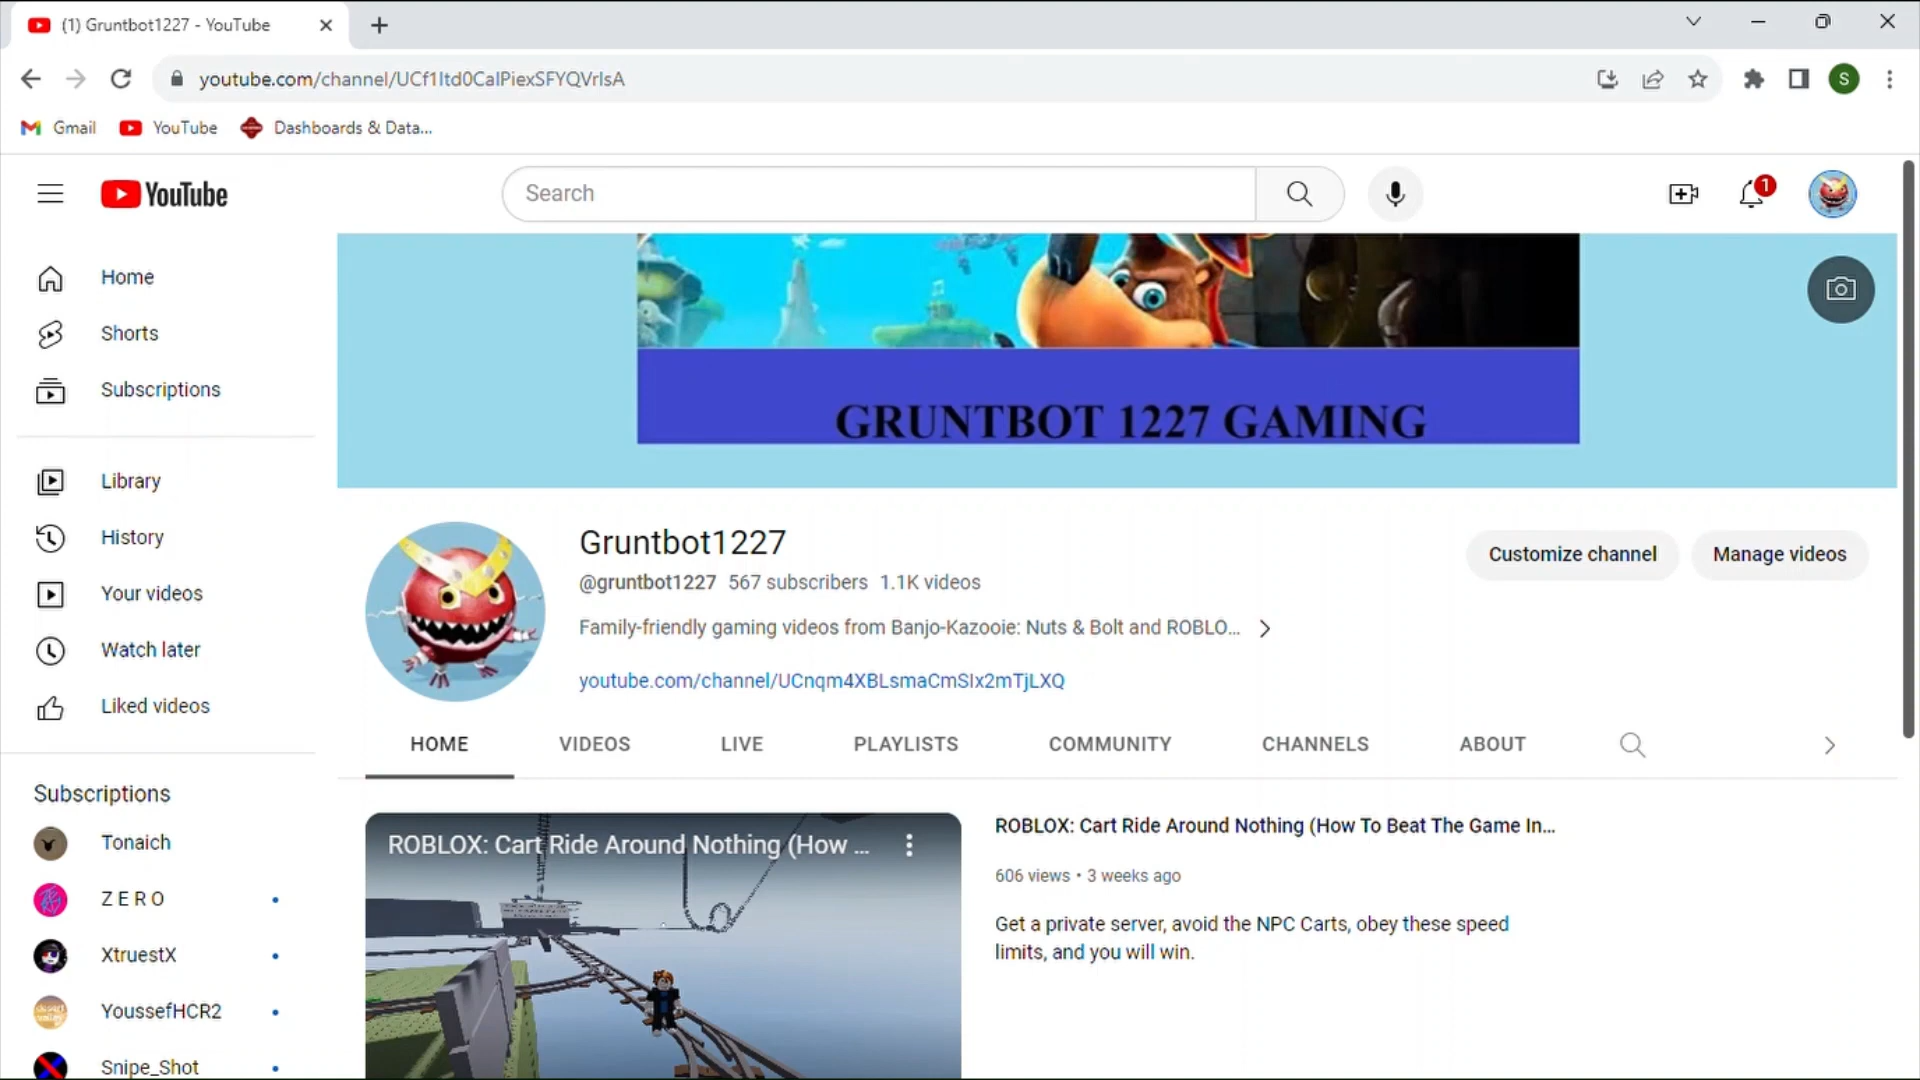 (1) Gruntbot1227 - YouTube
youtube.com/channel/UCf1Itd0CaIPiexSFYQVrIsA
S
Gmail
YouTube
Dashboards & Data...
YouTube
Search
1
Home
Shorts
Subscriptions
Library
History
Your videos
Watch later
Liked videos
Subscriptions
Tonaich
Z E R O
XtruestX
YoussefHCR2
Snipe_Shot
GRUNTBOT 1227 GAMING
Gruntbot1227
@gruntbot1227 567 subscribers 1.1K videos
Family-friendly gaming videos from Banjo-Kazooie: Nuts & Bolt and ROBLO...
youtube.com/channel/UCnqm4XBLsmaCmSIx2mTjLXQ
Customize channel
Manage videos
HOME VIDEOS LIVE PLAYLISTS COMMUNITY CHANNELS ABOUT
ROBLOX: Cart Ride Around Nothing (How ...
ROBLOX: Cart Ride Around Nothing (How To Beat The Game In...
606 views • 3 weeks ago
Get a private server, avoid the NPC Carts, obey these speed
limits, and you will win.